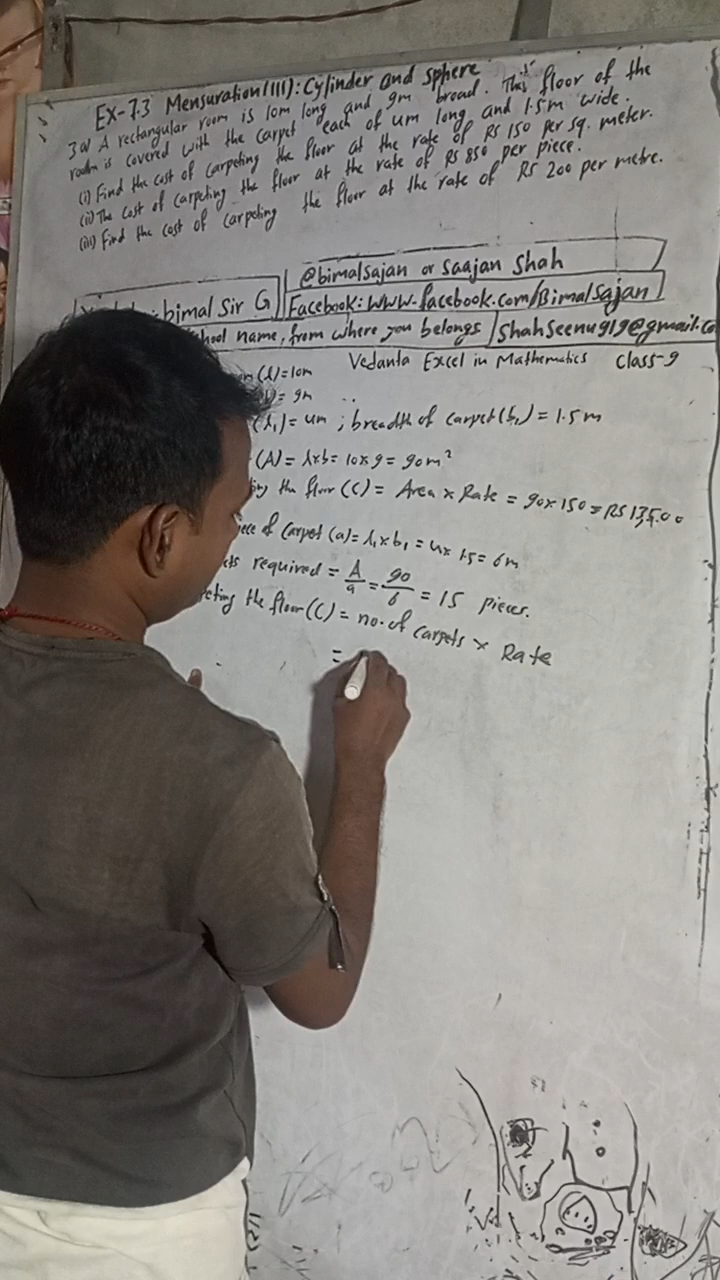 Ex-7.3 Mensuration(III): Cylinder and sphere
3a) A rectangular room is 10m long and 9m broad. This floor of the
room is covered with the carpet each of 4m long and 1.5m wide.
(i) Find the cost of carpeting the floor at the rate of Rs 150 per sq. meter.
(ii) The cost of carpeting the floor at the rate of Rs 850 per piece.
(iii) Find the cost of carpeting the floor at the rate of Rs 200 per metre.
@bimalsajan or Saajan Shah
bimal Sir G
Facebook: www.facebook.com/Bimalsajan
name, from where you belongs
Shahseenu919@gmail.co
Vedanta Excel in Mathematics class-9
(l)=10m
= 9m
(l₁)= 4m ; breadth of carpet(b₁) = 1.5m
(A)= l×b= 10×9= 90m²
the floor (C) = Area × Rate = 90×150 = Rs 13500
of carpet (a)= l₁×b₁ = 4×1.5= 6m
required = A/a = 90/6 = 15 pieces.
the floor (C) = no. of carpets × Rate
=